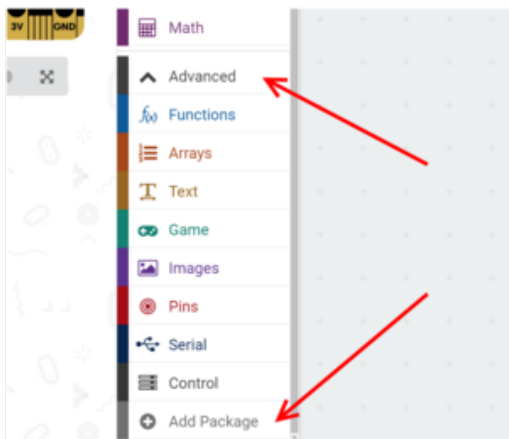 3V GND
Math
Advanced
f(x) Functions
Arrays
Text
Game
Images
Pins
Serial
Control
Add Package